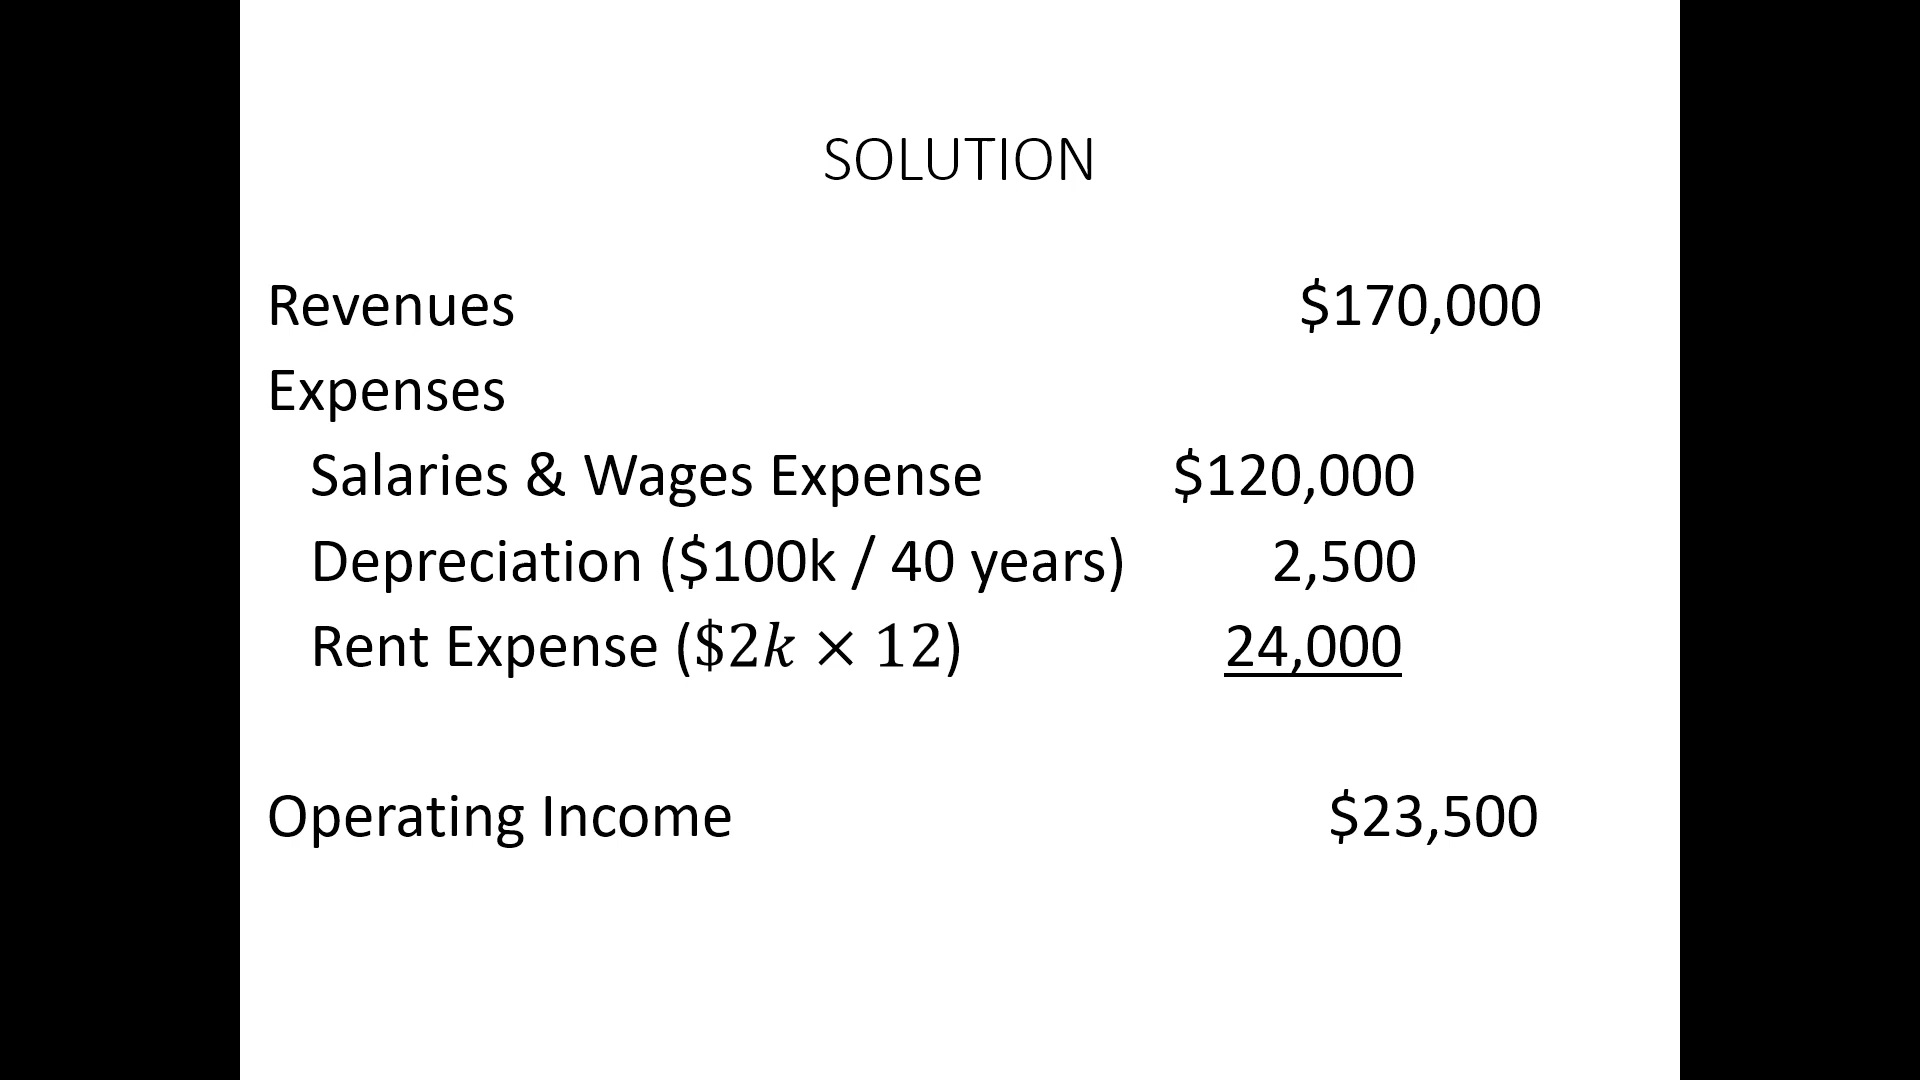 SOLUTION
Revenues $170,000
Expenses
Salaries & Wages Expense $120,000
Depreciation ($100k / 40 years) 2,500
Rent Expense ($2k × 12) 24,000
Operating Income $23,500